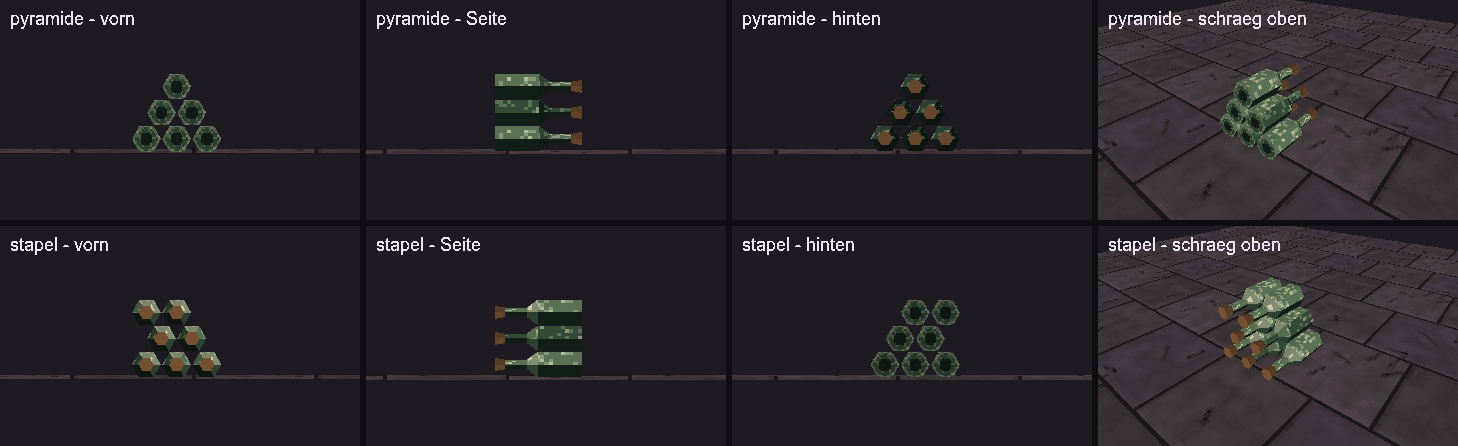 pyramide - vorn
pyramide - Seite
pyramide - hinten
pyramide - schraeg oben
stapel - vorn
stapel - Seite
stapel - hinten
stapel - schraeg oben